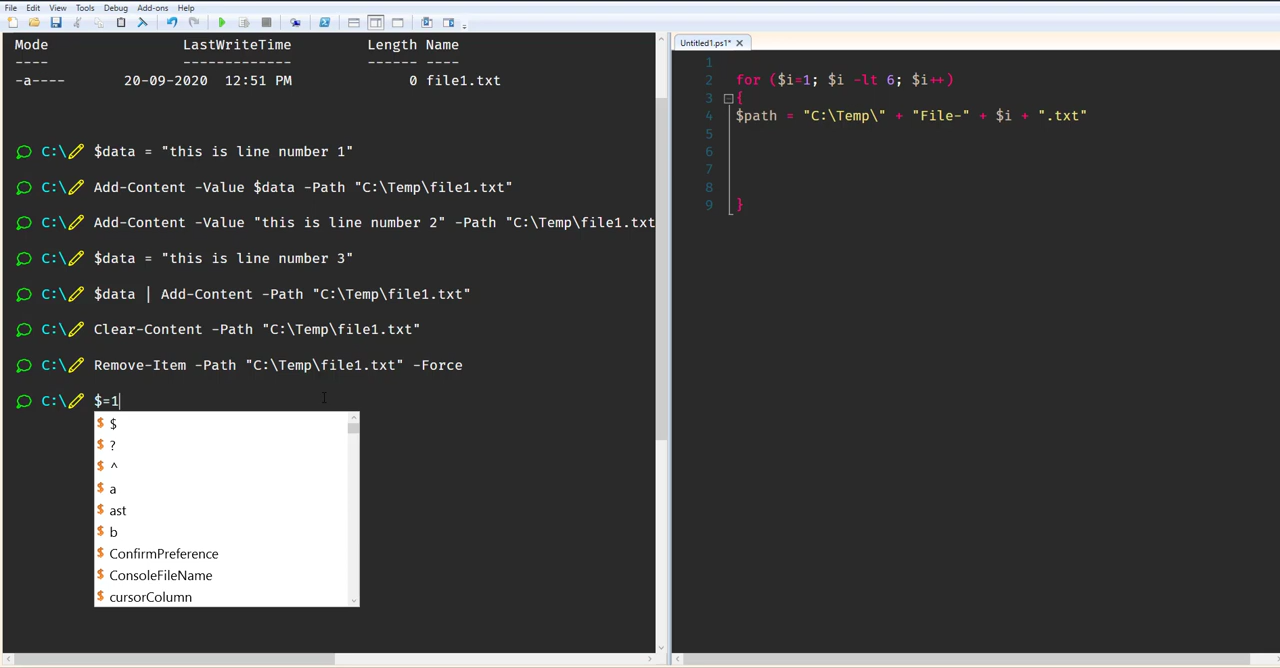 File Edit View Tools Debug Add-ons Help
Mode LastWriteTime Length Name
---- ------------- ------ ----
-a---- 20-09-2020 12:51 PM 0 file1.txt
C:\ $data = "this is line number 1"
C:\ Add-Content -Value $data -Path "C:\Temp\file1.txt"
C:\ Add-Content -Value "this is line number 2" -Path "C:\Temp\file1.txt
C:\ $data = "this is line number 3"
C:\ $data | Add-Content -Path "C:\Temp\file1.txt"
C:\ Clear-Content -Path "C:\Temp\file1.txt"
C:\ Remove-Item -Path "C:\Temp\file1.txt" -Force
C:\ $=1
$ $
$ ?
$ ^
$ a
$ ast
$ b
$ ConfirmPreference
$ ConsoleFileName
$ cursorColumn
Untitled1.ps1*
1
2 for ($i=1; $i -lt 6; $i++)
3 {
4 $path = "C:\Temp\" + "File-" + $i + ".txt"
5
6
7
8
9 }